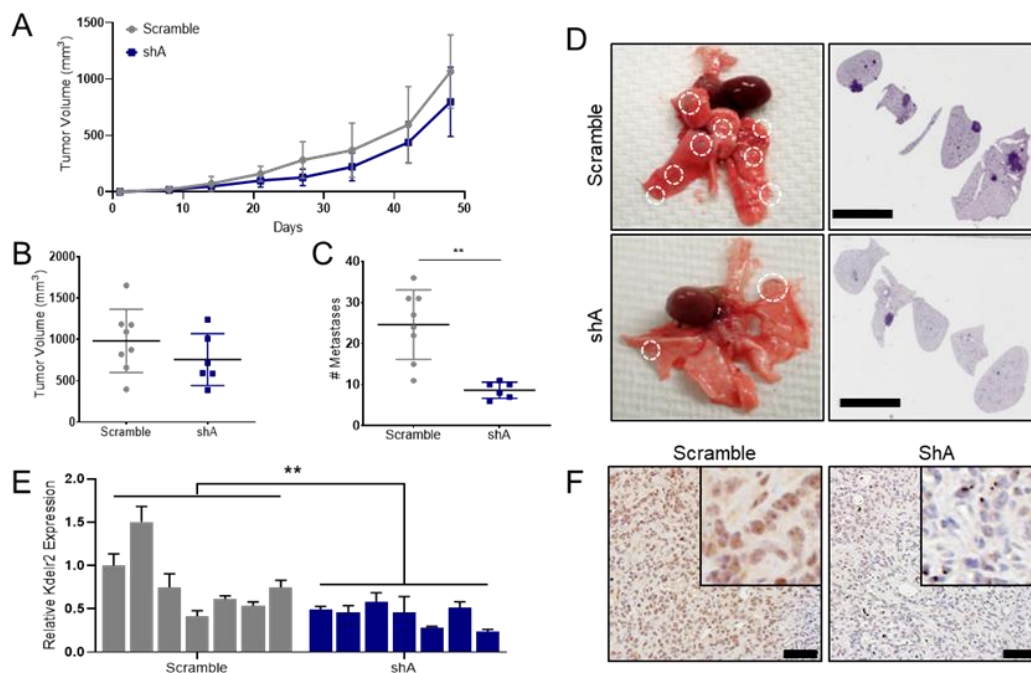 A
Tumor Volume (mm3)
1500
1000
500
0
Scramble
shA
0
10
20
30
40
50
Days
B
Tumor Volume (mm3)
2000
1500
1000
500
0
Scramble
shA
C
# Metastases
40
30
20
10
0
**
Scramble
shA
D
Scramble
shA
E
Relative Kdelr2 Expression
2.0
1.5
1.0
0.5
0.0
**
Scramble
shA
F
Scramble
ShA